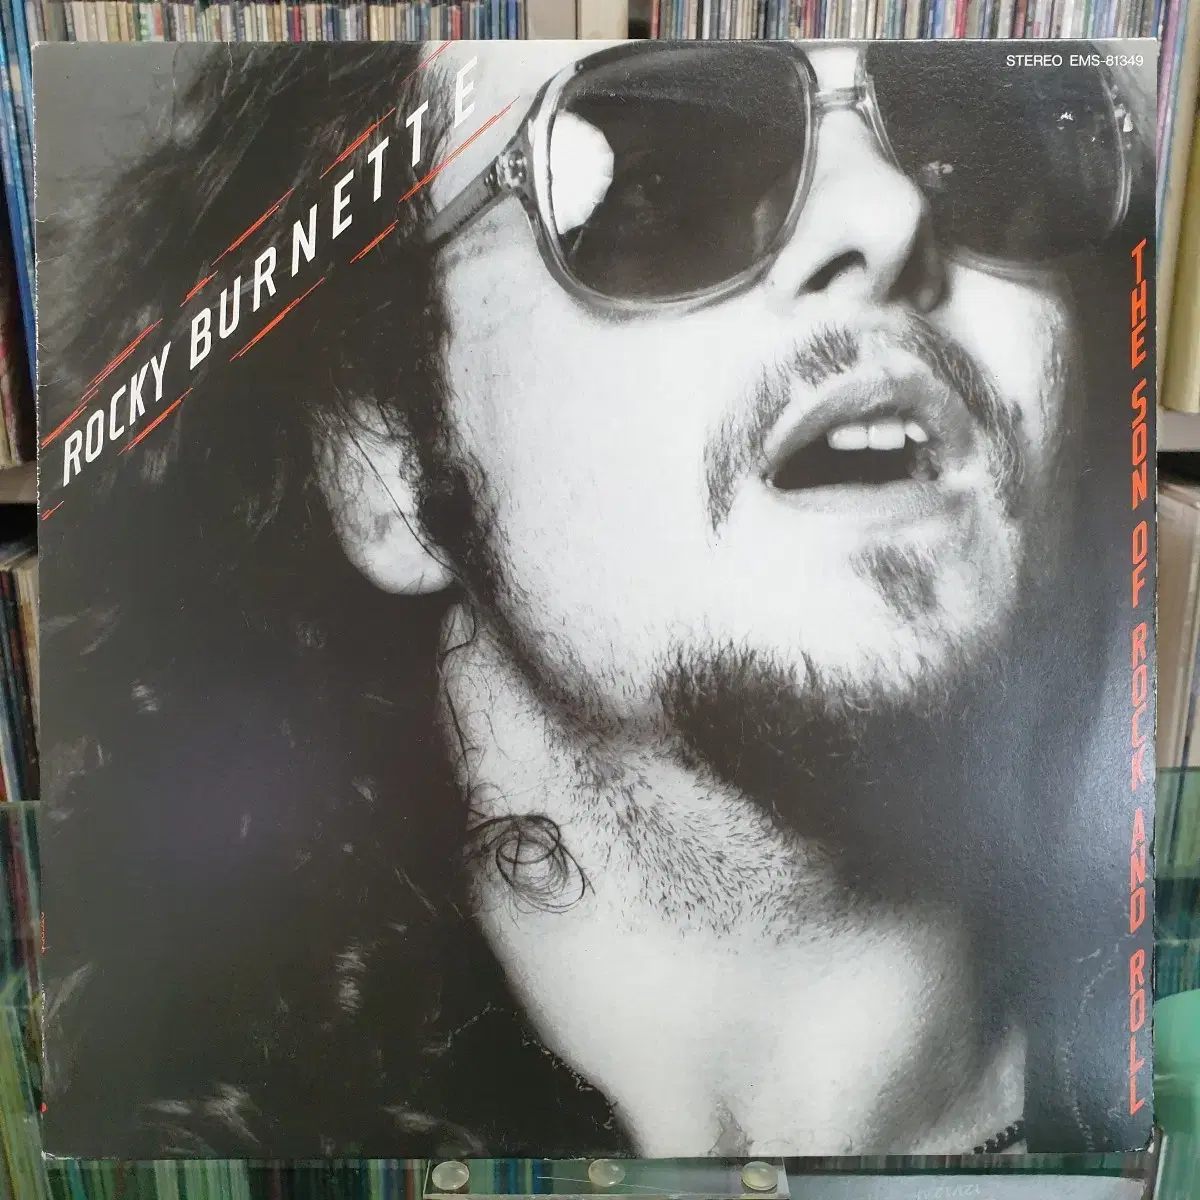 STEREO EMS-81349
ROCKY BURNETTE
THE SON OF ROCK AND ROLL